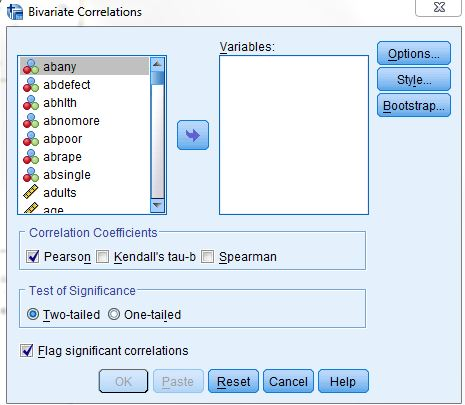 Bivariate Correlations
Variables:
abany
abdefect
abhlth
abnomore
abpoor
abrape
absingle
adults
age
Options...
Style...
Bootstrap...
Correlation Coefficients
Pearson Kendall's tau-b Spearman
Test of Significance
Two-tailed One-tailed
Flag significant correlations
OK Paste Reset Cancel Help